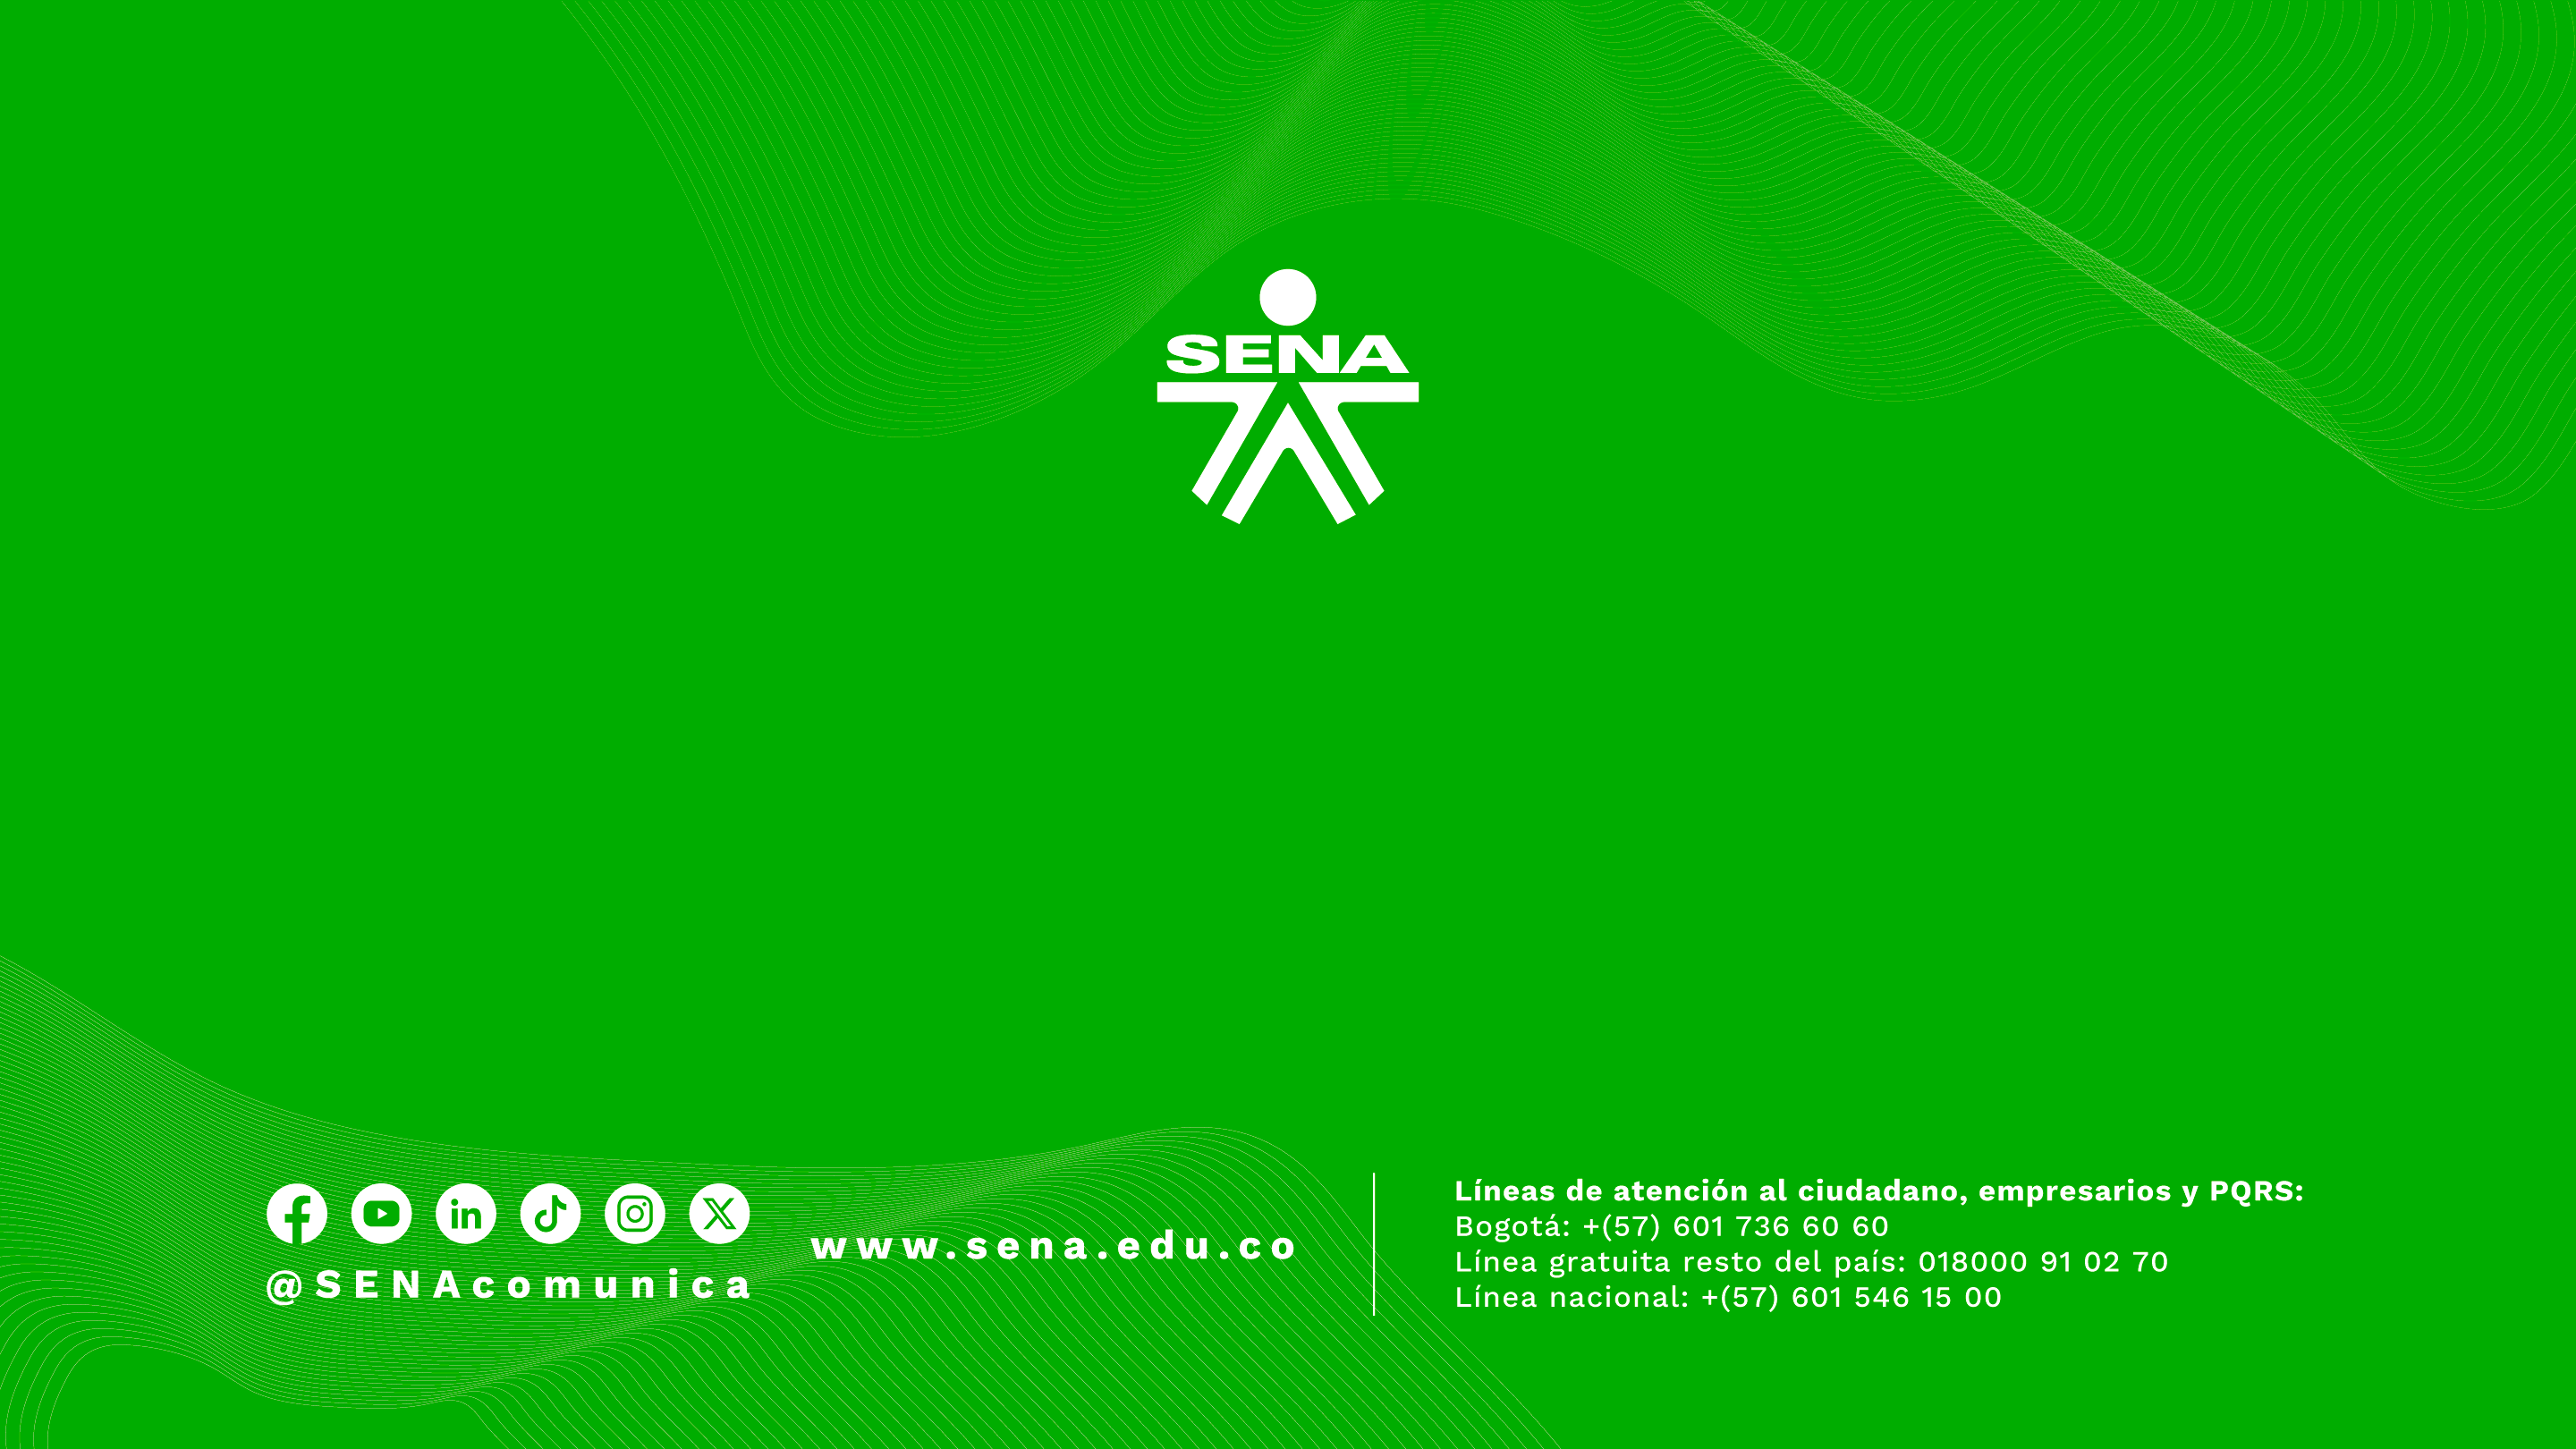 SENA
@SENAcomunica
www.sena.edu.co
Líneas de atención al ciudadano, empresarios y PQRS:
Bogotá: +(57) 601 736 60 60
Línea gratuita resto del país: 018000 91 02 70
Línea nacional: +(57) 601 546 15 00